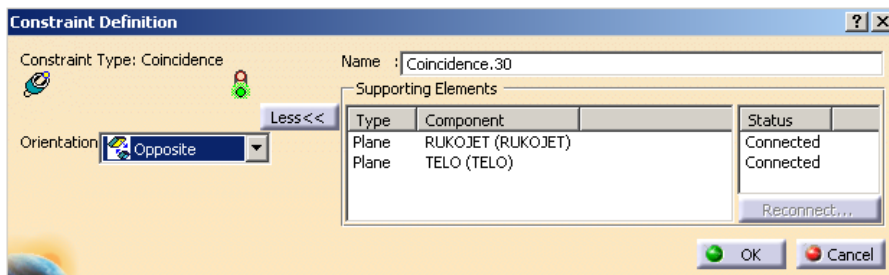 Constraint Definition
Constraint Type: Coincidence
Name : Coincidence.30
Supporting Elements
Less<<
Type Component Status
Orientation Opposite
Plane RUKOJET (RUKOJET) Connected
Plane TELO (TELO) Connected
Reconnect...
OK Cancel